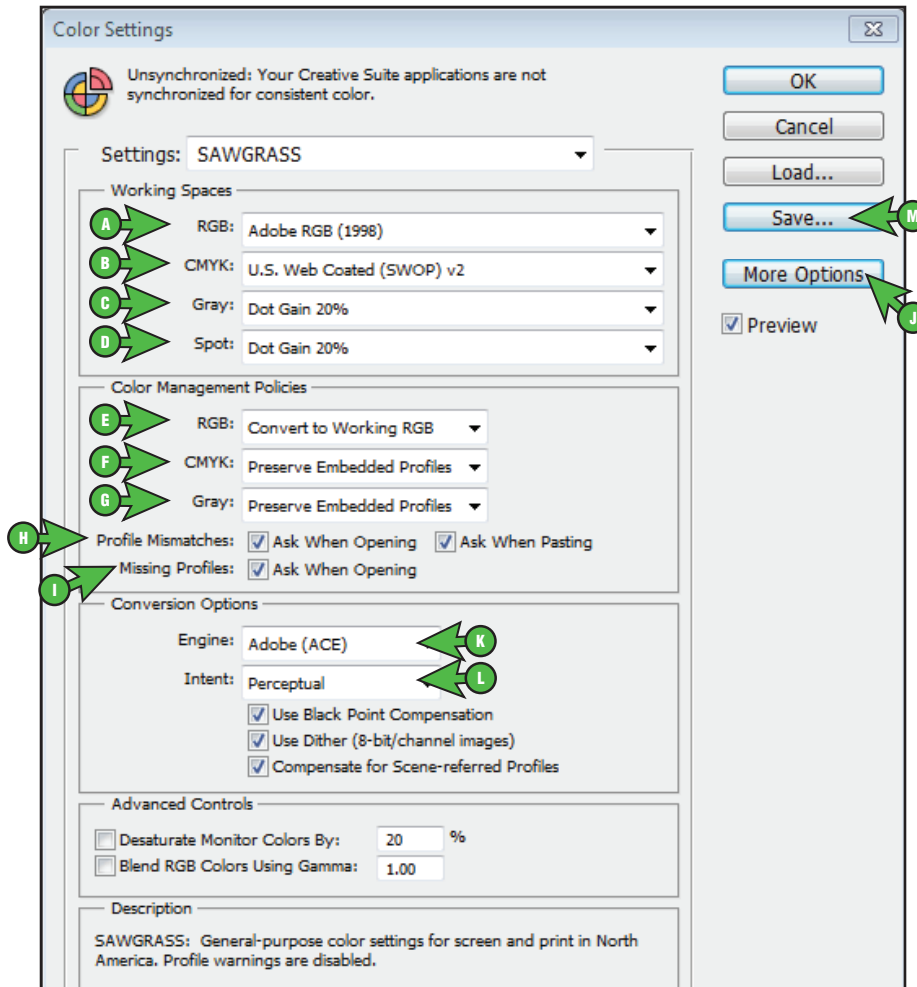 Color Settings
Unsynchronized: Your Creative Suite applications are not
synchronized for consistent color.
OK
Cancel
Load...
Save...
M
More Options
J
Preview
Settings: SAWGRASS
Working Spaces
A RGB: Adobe RGB (1998)
B CMYK: U.S. Web Coated (SWOP) v2
C Gray: Dot Gain 20%
D Spot: Dot Gain 20%
Color Management Policies
E RGB: Convert to Working RGB
F CMYK: Preserve Embedded Profiles
G Gray: Preserve Embedded Profiles
H Profile Mismatches: Ask When Opening Ask When Pasting
I Missing Profiles: Ask When Opening
Conversion Options
Engine: Adobe (ACE) K
Intent: Perceptual L
Use Black Point Compensation
Use Dither (8-bit/channel images)
Compensate for Scene-referred Profiles
Advanced Controls
Desaturate Monitor Colors By: 20 %
Blend RGB Colors Using Gamma: 1.00
Description
SAWGRASS: General-purpose color settings for screen and print in North
America. Profile warnings are disabled.